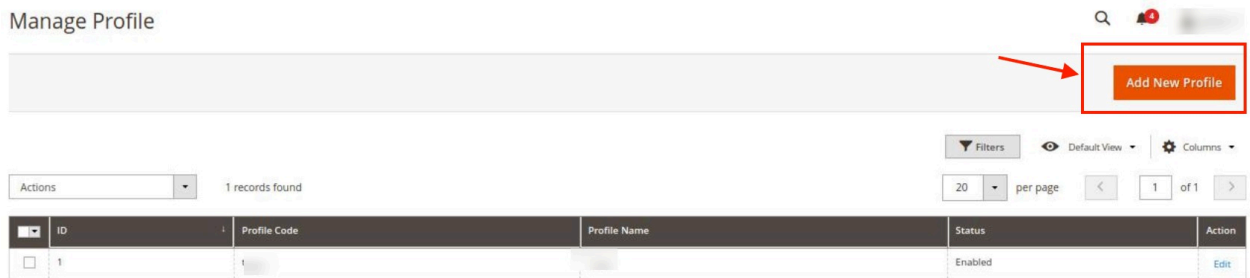 Manage Profile
4
Add New Profile
Filters Default View Columns
Actions 1 records found 20 per page 1 of 1
ID ↓ Profile Code Profile Name Status Action
1 Enabled Edit